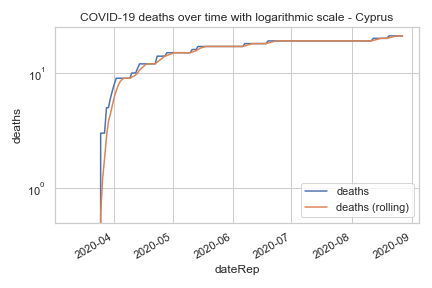 COVID-19 deaths over time with logarithmic scale - Cyprus
deaths
10¹
10⁰
deaths
deaths (rolling)
2020-04
2020-05
2020-06
2020-07
2020-08
2020-09
dateRep